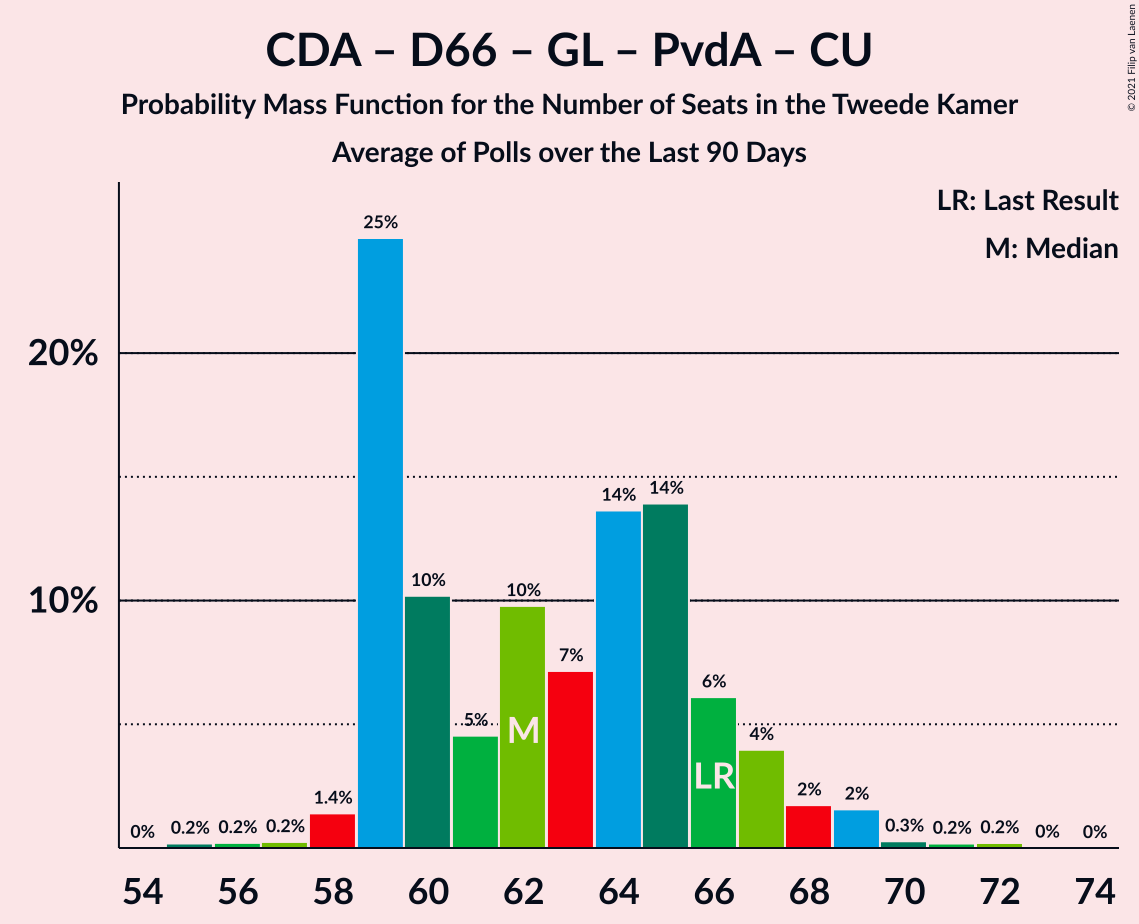 CDA – D66 – GL – PvdA – CU
Probability Mass Function for the Number of Seats in the Tweede Kamer
Average of Polls over the Last 90 Days
© 2021 Filip van Laenen
LR: Last Result
M: Median
20%
10%
0%
0.2%
0.2%
0.2%
1.4%
25%
10%
5%
10%
7%
14%
14%
6%
4%
2%
2%
0.3%
0.2%
0.2%
0%
0%
M
LR
54 56 58 60 62 64 66 68 70 72 74